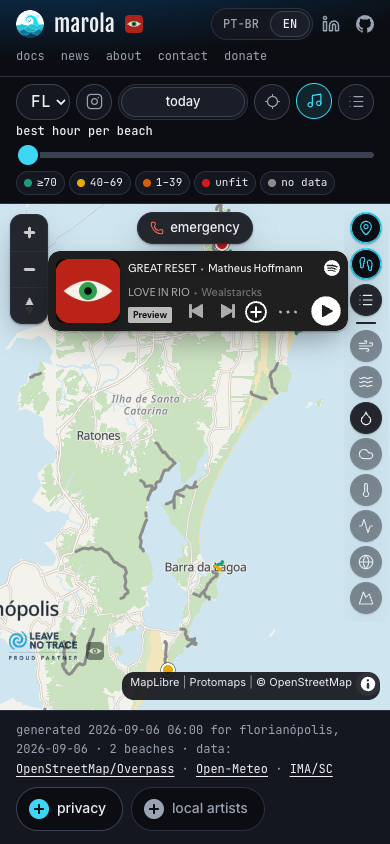 marola
PT-BR
EN
docs news about contact donate
FL
today
best hour per beach
≥70
40–69
1–39
unfit
no data
emergency
GREAT RESET • Matheus Hoffmann
LOVE IN RIO • Wealstarcks
Preview
Ilha de Santa
Catarina
Ratones
Barra da Lagoa
nópolis
LEAVE
NO TRACE
PROUD PARTNER
MapLibre | Protomaps | © OpenStreetMap
generated 2026-09-06 06:00 for florianópolis,
2026-09-06 · 2 beaches · data:
OpenStreetMap/Overpass · Open-Meteo · IMA/SC
privacy
local artists